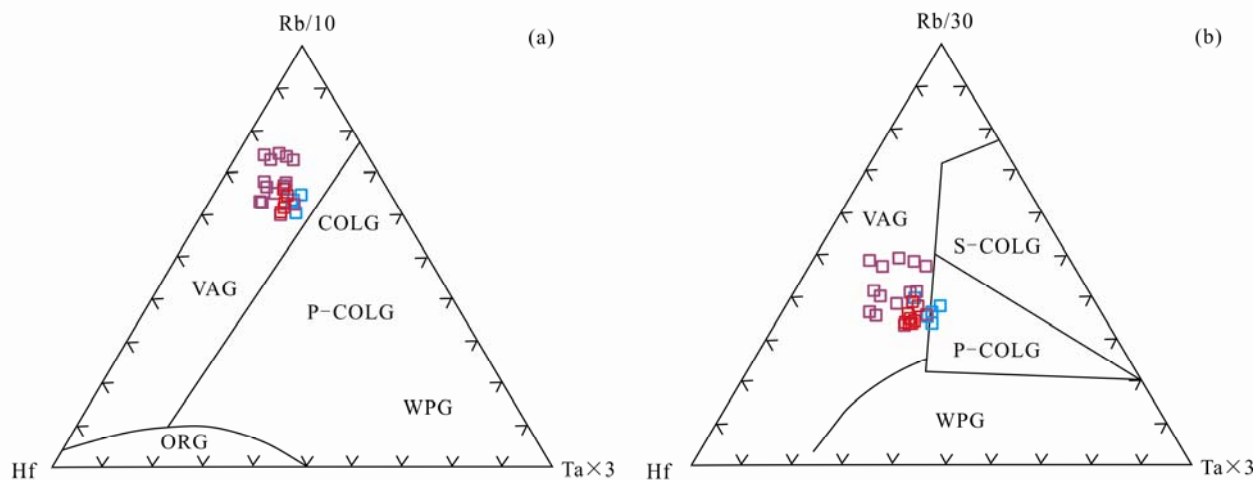 Rb/10
(a)
COLG
VAG
P-COLG
WPG
ORG
Hf
Ta×3
Rb/30
(b)
VAG
S-COLG
P-COLG
WPG
Hf
Ta×3